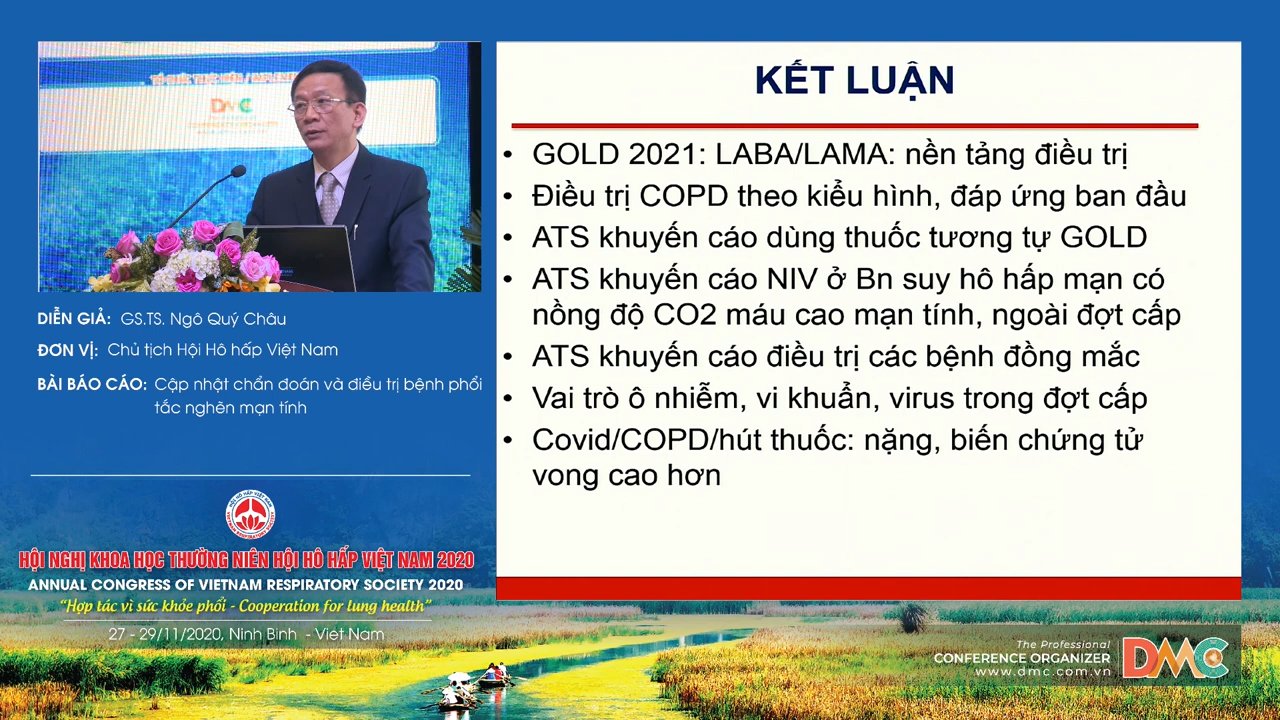 TỔ CHỨC THỰC HIỆN / IMPLEMEN
DMC
DIỄN GIẢ: GS.TS. Ngô Quý Châu
ĐƠN VỊ: Chủ tịch Hội Hô hấp Việt Nam
BÀI BÁO CÁO: Cập nhật chẩn đoán và điều trị bệnh phổi
tắc nghẽn mạn tính
HỘI NGHỊ KHOA HỌC THƯỜNG NIÊN HỘI HÔ HẤP VIỆT NAM 2020
ANNUAL CONGRESS OF VIETNAM RESPIRATORY SOCIETY 2020
“Hợp tác vì sức khỏe phổi - Cooperation for lung health”
27 - 29/11/2020, Ninh Bình - Việt Nam
KẾT LUẬN
• GOLD 2021: LABA/LAMA: nền tảng điều trị
• Điều trị COPD theo kiểu hình, đáp ứng ban đầu
• ATS khuyến cáo dùng thuốc tương tự GOLD
• ATS khuyến cáo NIV ở Bn suy hô hấp mạn có
nồng độ CO2 máu cao mạn tính, ngoài đợt cấp
• ATS khuyến cáo điều trị các bệnh đồng mắc
• Vai trò ô nhiễm, vi khuẩn, virus trong đợt cấp
• Covid/COPD/hút thuốc: nặng, biến chứng tử
vong cao hơn
The Professional
CONFERENCE ORGANIZER
www.dmc.com.vn
DMC